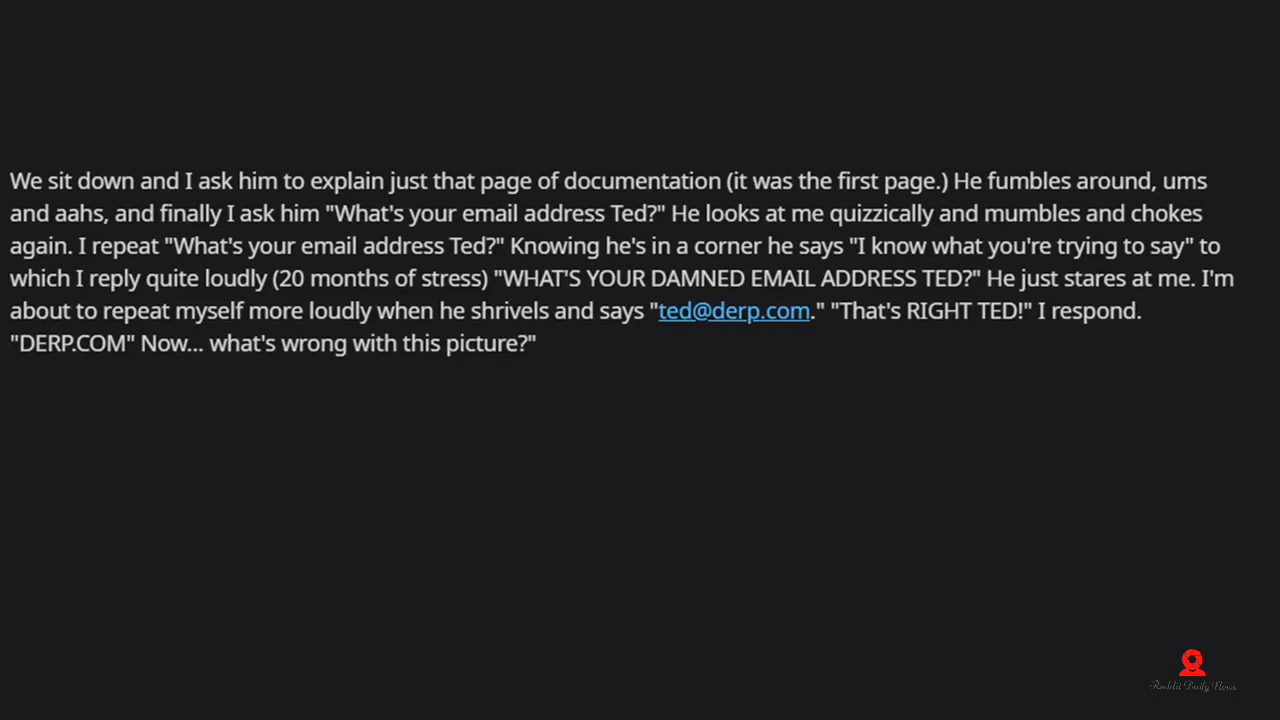 We sit down and I ask him to explain just that page of documentation (it was the first page.) He fumbles around, ums
and aahs, and finally I ask him "What's your email address Ted?" He looks at me quizzically and mumbles and chokes
again. I repeat "What's your email address Ted?" Knowing he's in a corner he says "I know what you're trying to say" to
which I reply quite loudly (20 months of stress) "WHAT'S YOUR DAMNED EMAIL ADDRESS TED?" He just stares at me. I'm
about to repeat myself more loudly when he shrivels and says "ted@derp.com." "That's RIGHT TED!" I respond.
"DERP.COM" Now... what's wrong with this picture?"
Reddit Daily News